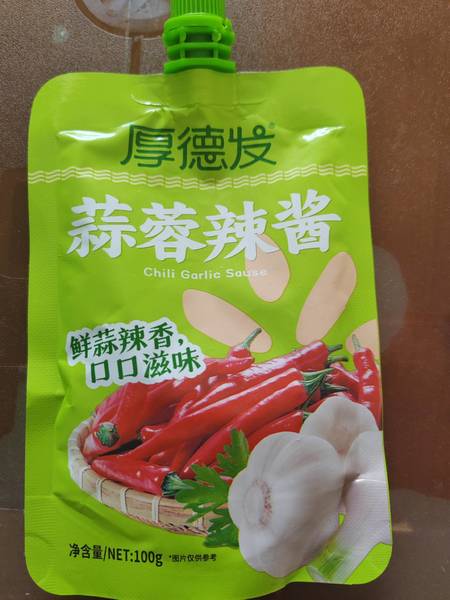 厚德发®
蒜蓉辣酱
Chili Garlic Sause
鲜蒜辣香,
口口滋味
净含量/NET:100g *图片仅供参考